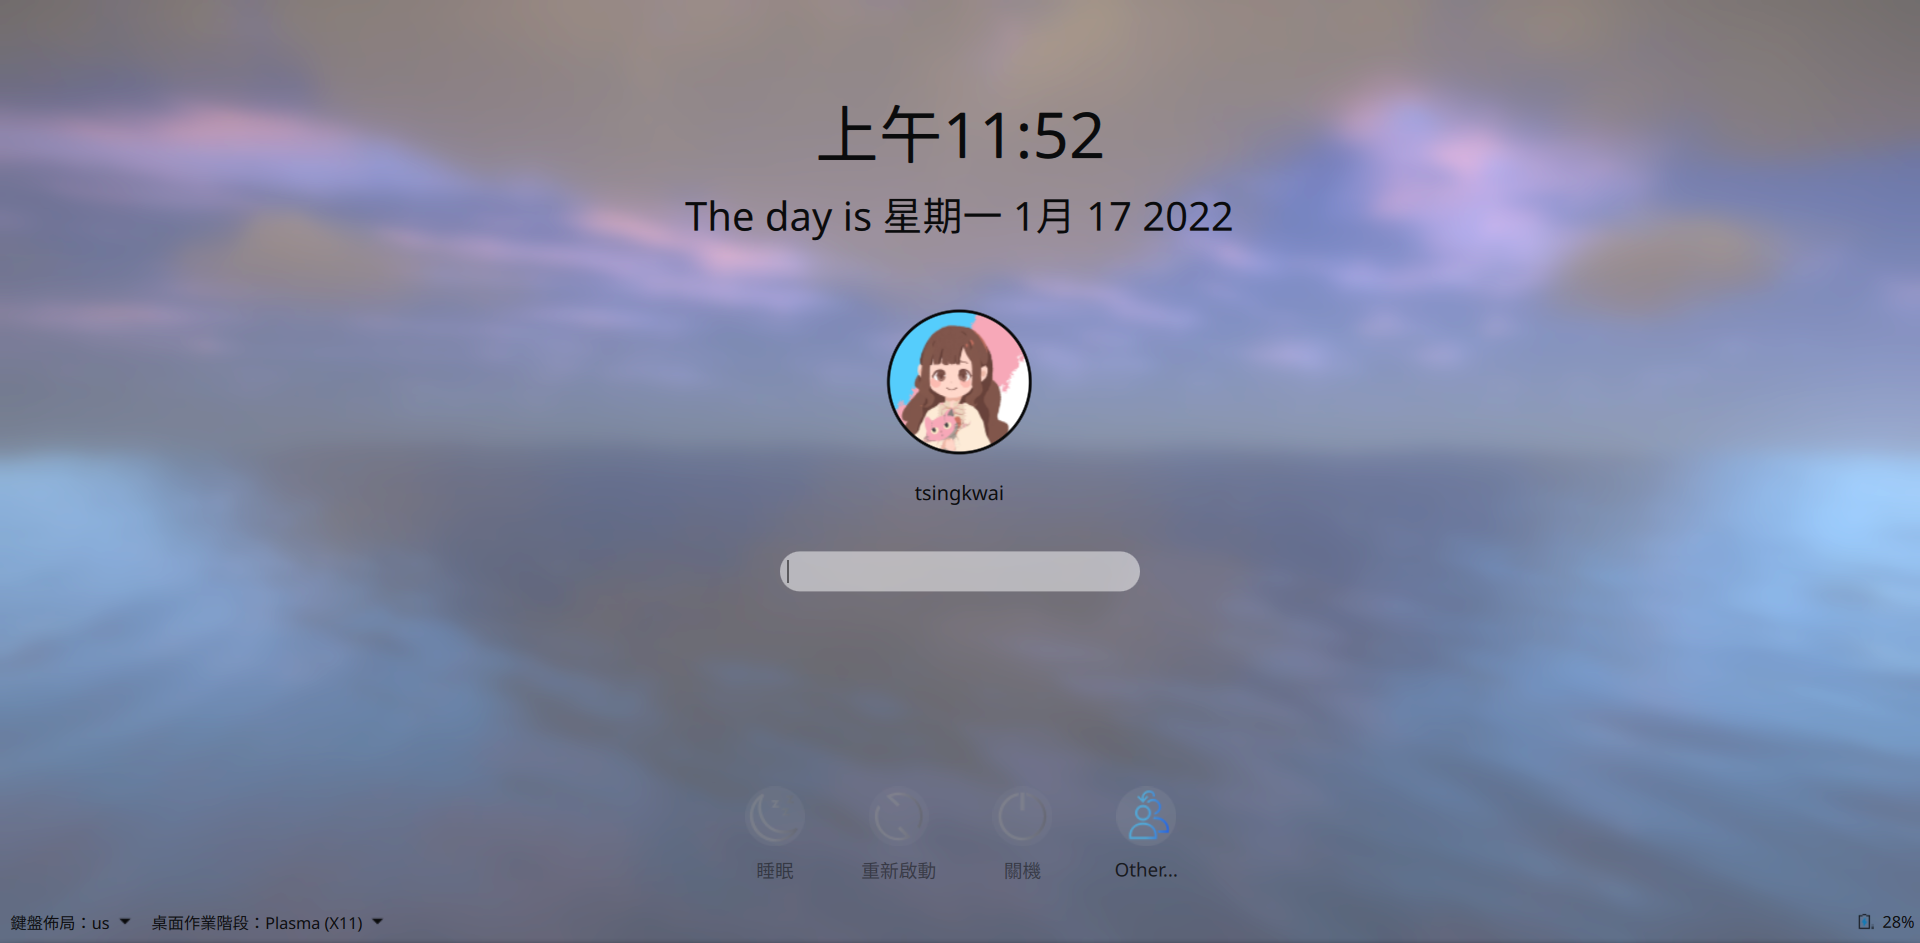 上午11:52
The day is 星期一 1月 17 2022
tsingkwai
睡眠
重新啟動
關機
Other...
鍵盤佈局：us
桌面作業階段：Plasma (X11)
28%